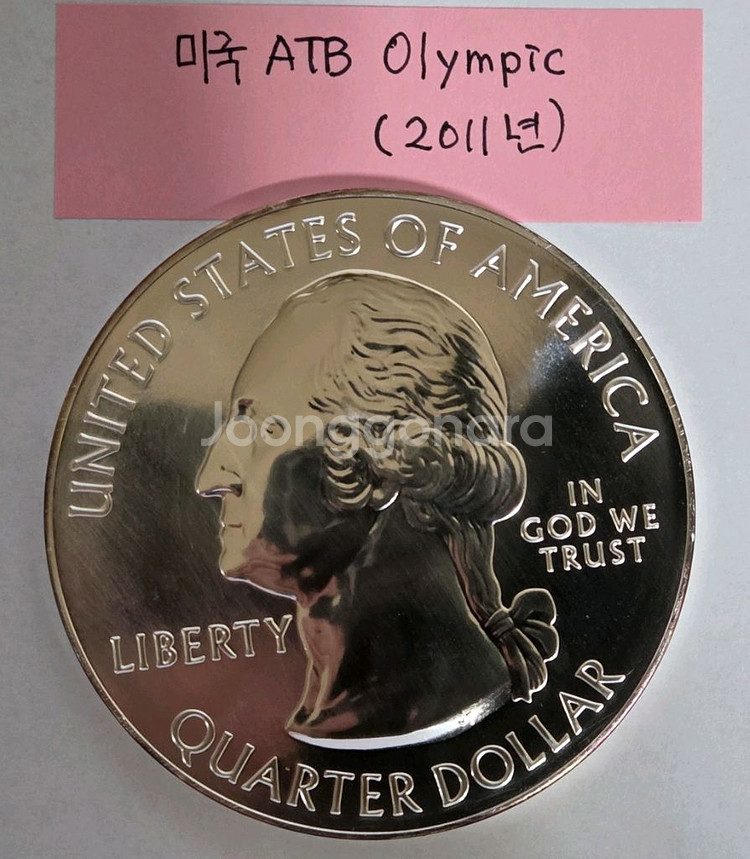 미국 ATB Olympic
(2011년)
UNITED STATES OF AMERICA
Joonggonara
IN
GOD WE
TRUST
LIBERTY
QUARTER DOLLAR